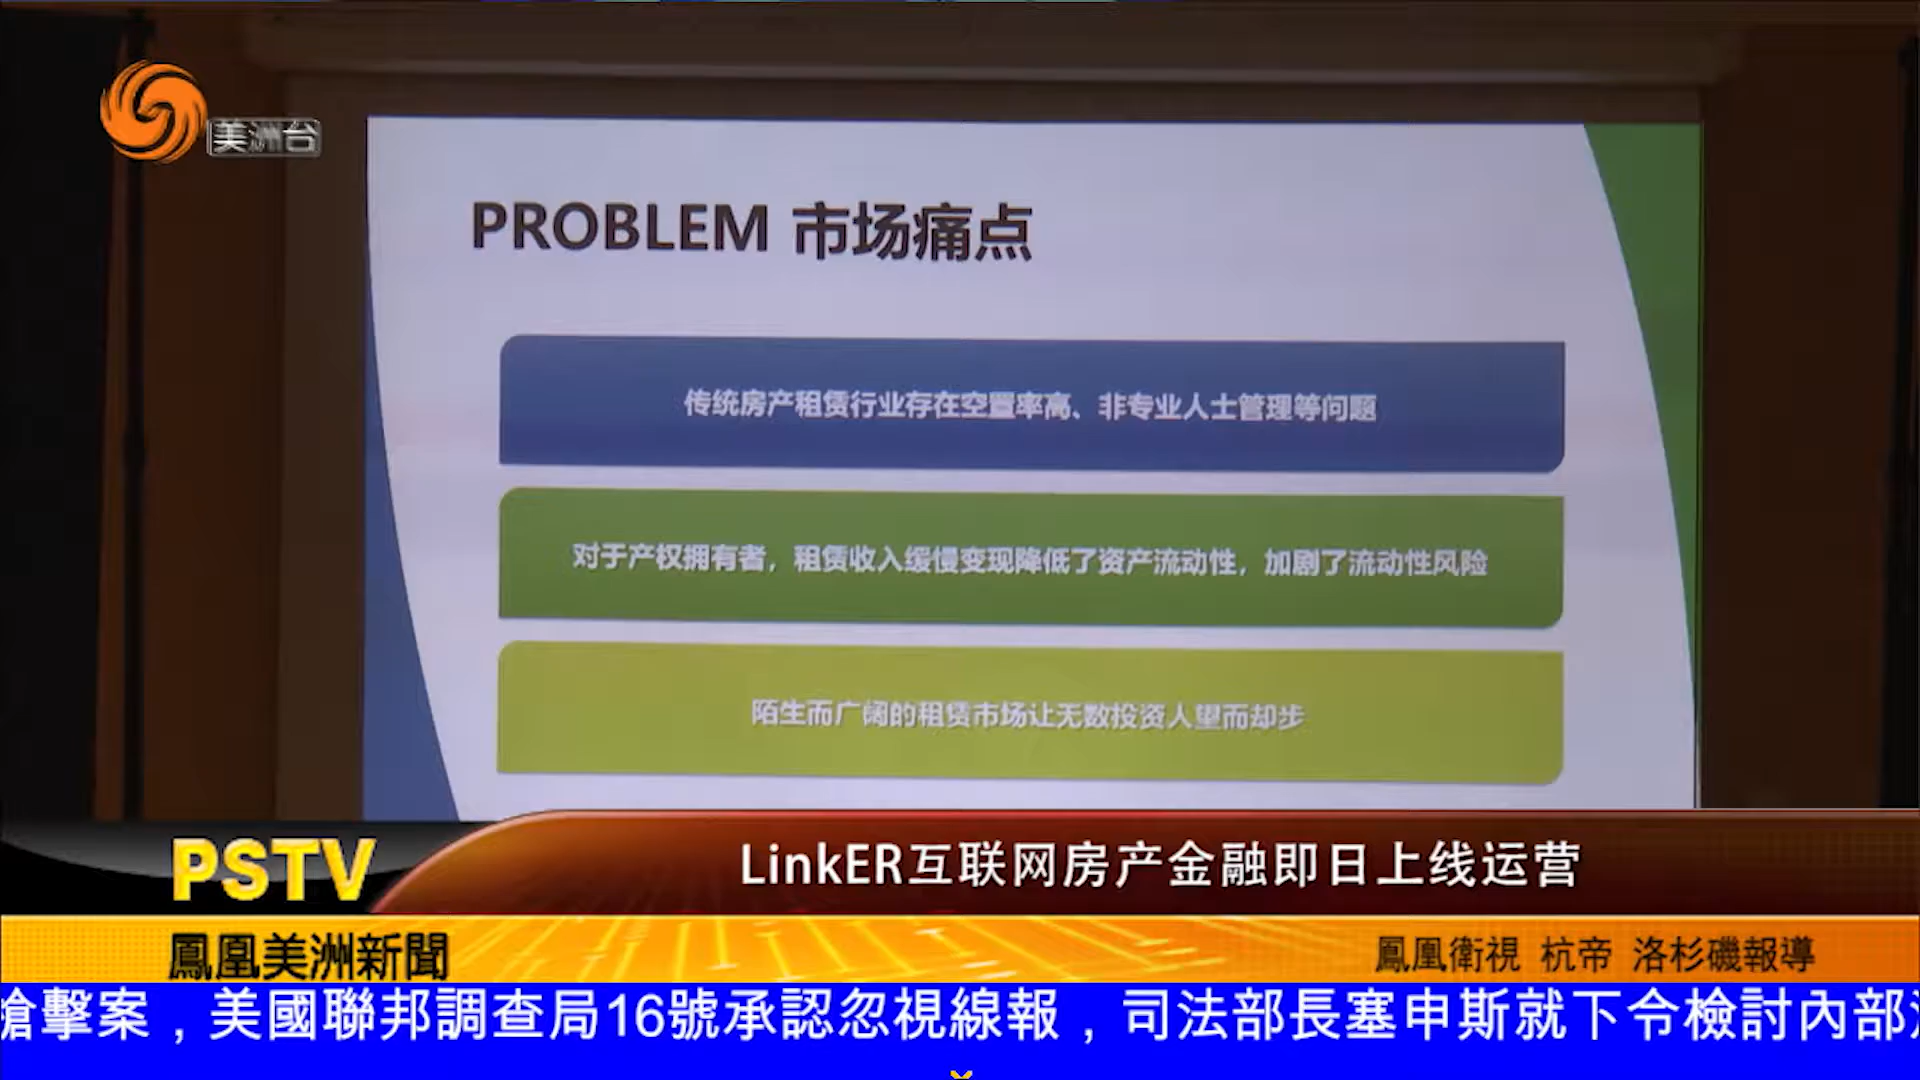 美洲台
PROBLEM 市场痛点
传统房产租赁行业存在空置率高、非专业人士管理等问题
对于产权拥有者，租赁收入缓慢变现降低了资产流动性，加剧了流动性风险
陌生而广阔的租赁市场让无数投资人望而却步
PSTV
LinkER互联网房产金融即日上线运营
鳳凰美洲新聞
鳳凰衛視 杭帝 洛杉磯報導
槍擊案，美國聯邦調查局16號承認忽視線報，司法部長塞申斯就下令檢討內部